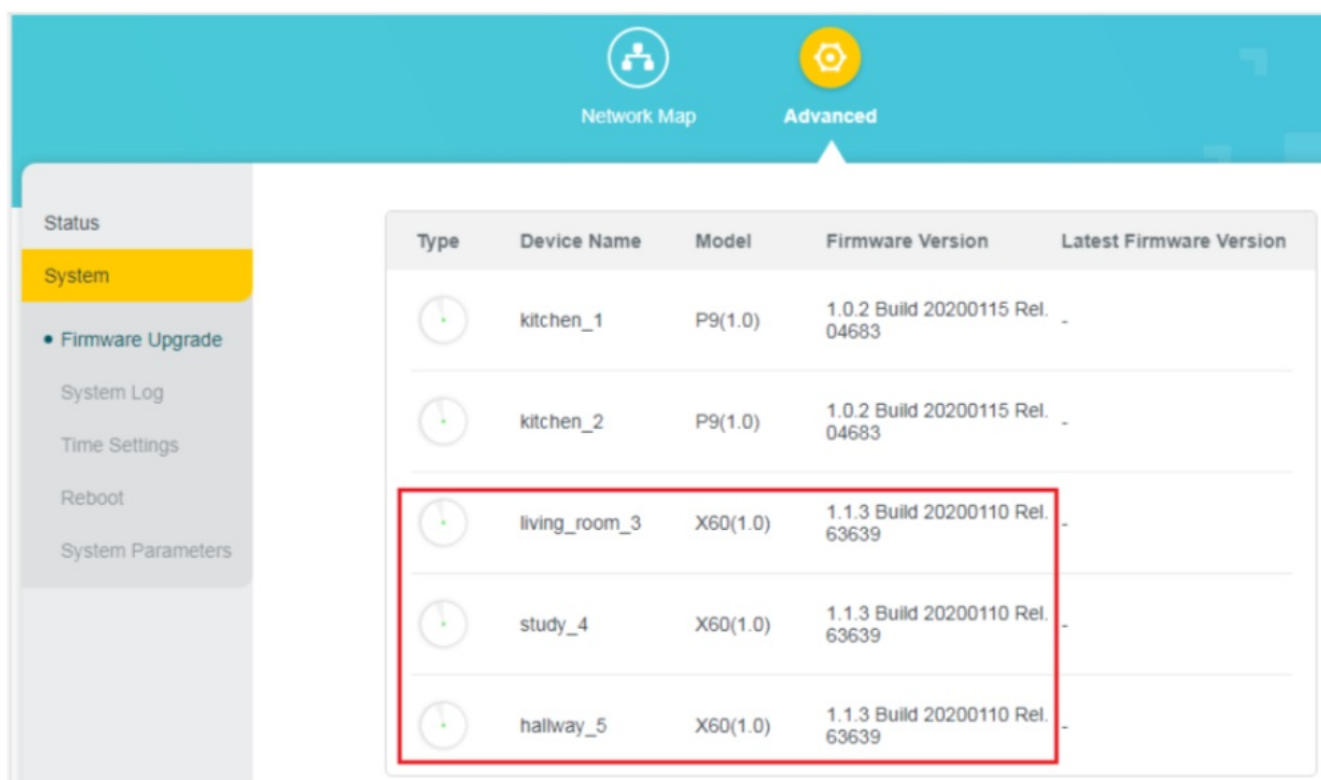 Network Map
Advanced
Status
System
Firmware Upgrade
System Log
Time Settings
Reboot
System Parameters
Type Device Name Model Firmware Version Latest Firmware Version
kitchen_1 P9(1.0) 1.0.2 Build 20200115 Rel. -
04683
kitchen_2 P9(1.0) 1.0.2 Build 20200115 Rel. -
04683
living_room_3 X60(1.0) 1.1.3 Build 20200110 Rel. -
63639
study_4 X60(1.0) 1.1.3 Build 20200110 Rel. -
63639
hallway_5 X60(1.0) 1.1.3 Build 20200110 Rel. -
63639